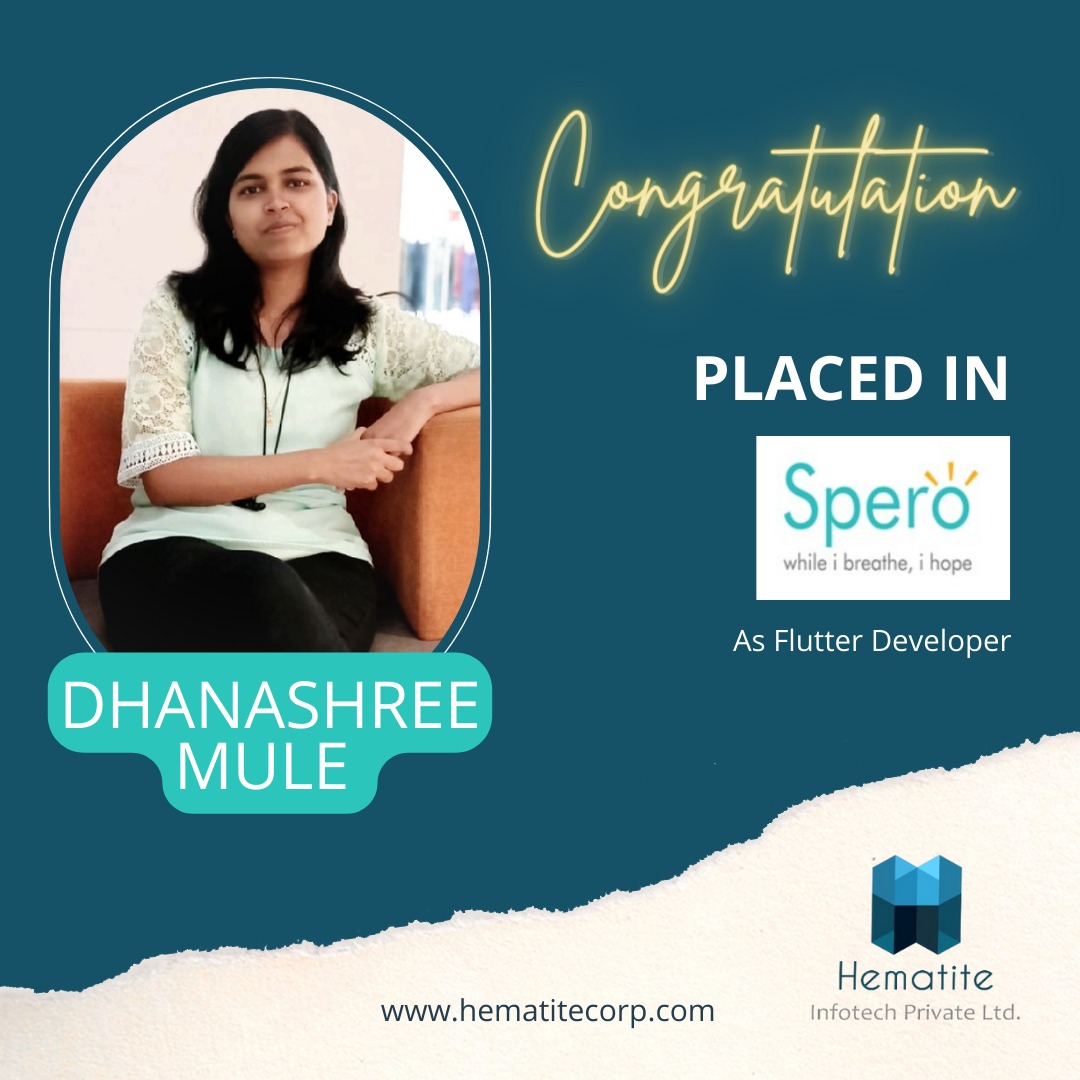 Congratulation
PLACED IN
Spero
while i breathe, i hope
As Flutter Developer
DHANASHREE
MULE
Hematite
Infotech Private Ltd.
www.hematitecorp.com